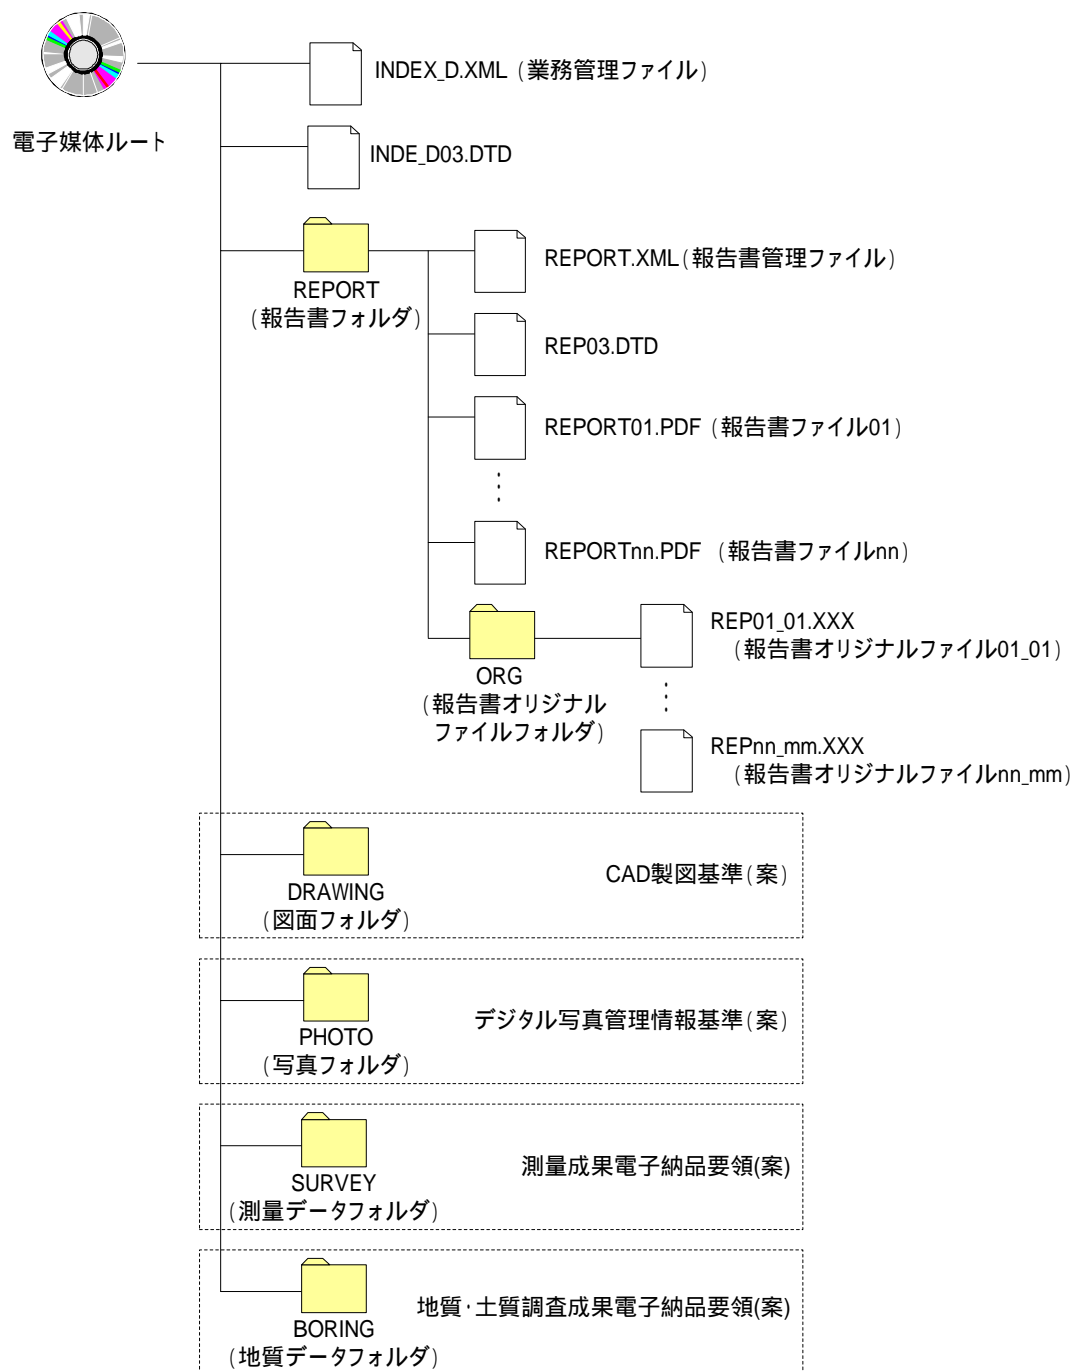 電子媒体ルート
INDEX_D.XML（業務管理ファイル）
INDE_D03.DTD
REPORT
（報告書フォルダ）
REPORT.XML（報告書管理ファイル）
REP03.DTD
REPORT01.PDF（報告書ファイル01）
REPORTnn.PDF （報告書ファイルnn）
ORG
（報告書オリジナル
ファイルフォルダ）
REP01_01.XXX
（報告書オリジナルファイル01_01）
REPnn_mm.XXX
（報告書オリジナルファイルnn_mm）
DRAWING
（図面フォルダ）
CAD製図基準（案）
PHOTO
（写真フォルダ）
デジタル写真管理情報基準（案）
SURVEY
（測量データフォルダ）
測量成果電子納品要領(案)
BORING
（地質データフォルダ）
地質・土質調査成果電子納品要領(案)